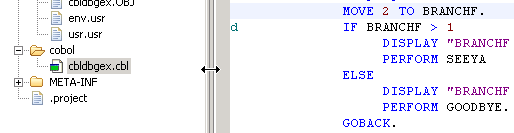 cbldbgex.OBJ
env.usr
usr.usr
cobol
cbldbgex.cbl
META-INF
.project
MOVE 2 TO BRANCHF.
d IF BRANCHF > 1
DISPLAY "BRANCHF
PERFORM SEEYA
ELSE
DISPLAY "BRANCHF
PERFORM GOODBYE.
GOBACK.